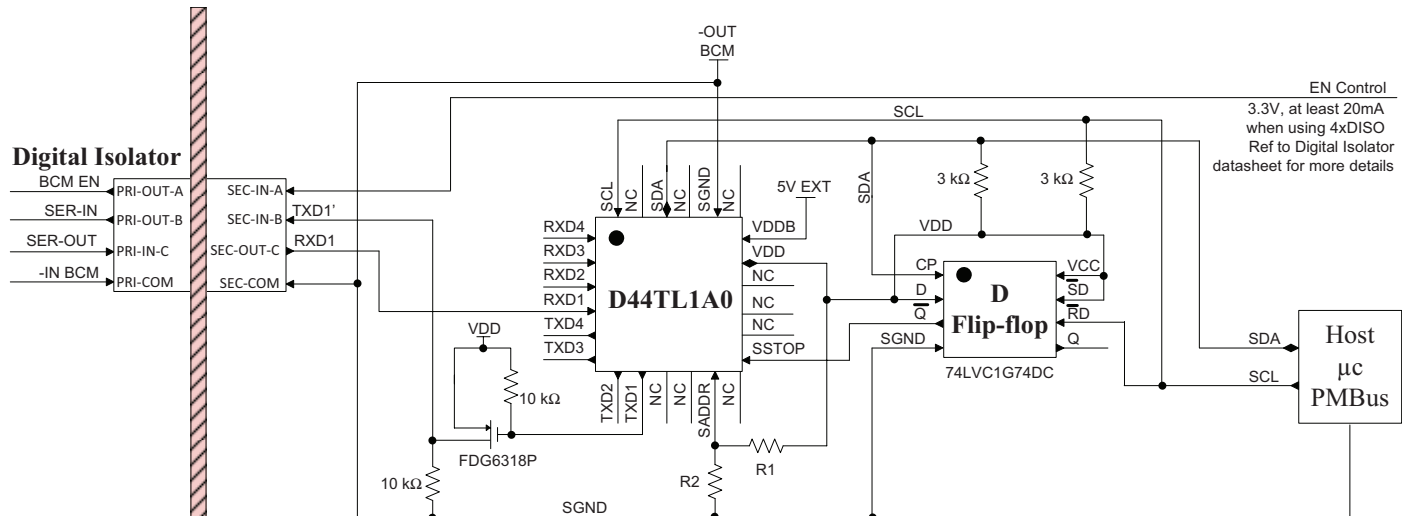 -OUT
BCM
EN Control
SCL
3.3V, at least 20mA
when using 4xDISO
Ref to Digital Isolator
datasheet for more details
Digital Isolator
BCM EN
PRI-OUT-A
SEC-IN-A
SER-IN
PRI-OUT-B
SEC-IN-B
TXD1'
SER-OUT
PRI-IN-C
SEC-OUT-C
RXD1
-IN BCM
PRI-COM
SEC-COM
SCL
NC
SDA
NC
SGND
NC
5V EXT
SDA
3 kΩ
3 kΩ
RXD4
RXD3
RXD2
RXD1
TXD4
TXD3
D44TL1A0
VDDB
VDD
NC
NC
NC
SSTOP
VDD
CP
D
Q
SGND
D
Flip-flop
VCC
SD
RD
Q
74LVC1G74DC
SDA
SCL
Host
µc
PMBus
VDD
10 kΩ
FDG6318P
10 kΩ
TXD2
TXD1
NC
NC
SADDR
NC
R1
R2
SGND